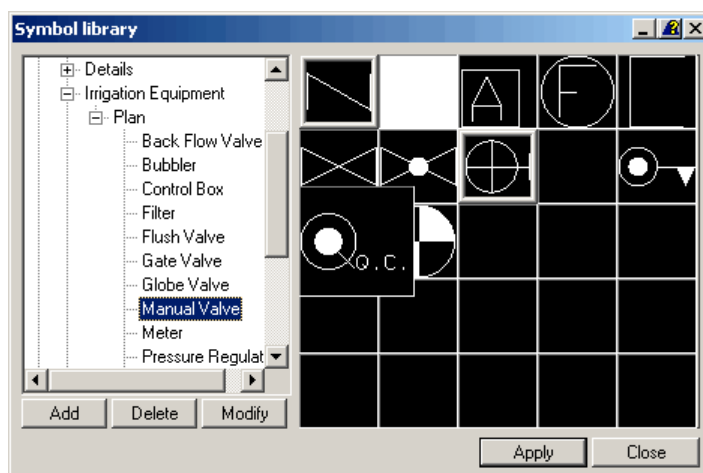 Symbol library
Details
Irrigation Equipment
Plan
Back Flow Valve
Bubbler
Control Box
Filter
Flush Valve
Gate Valve
Globe Valve
Manual Valve
Meter
Pressure Regulat
A
F
Q.C.
Add
Delete
Modify
Apply
Close